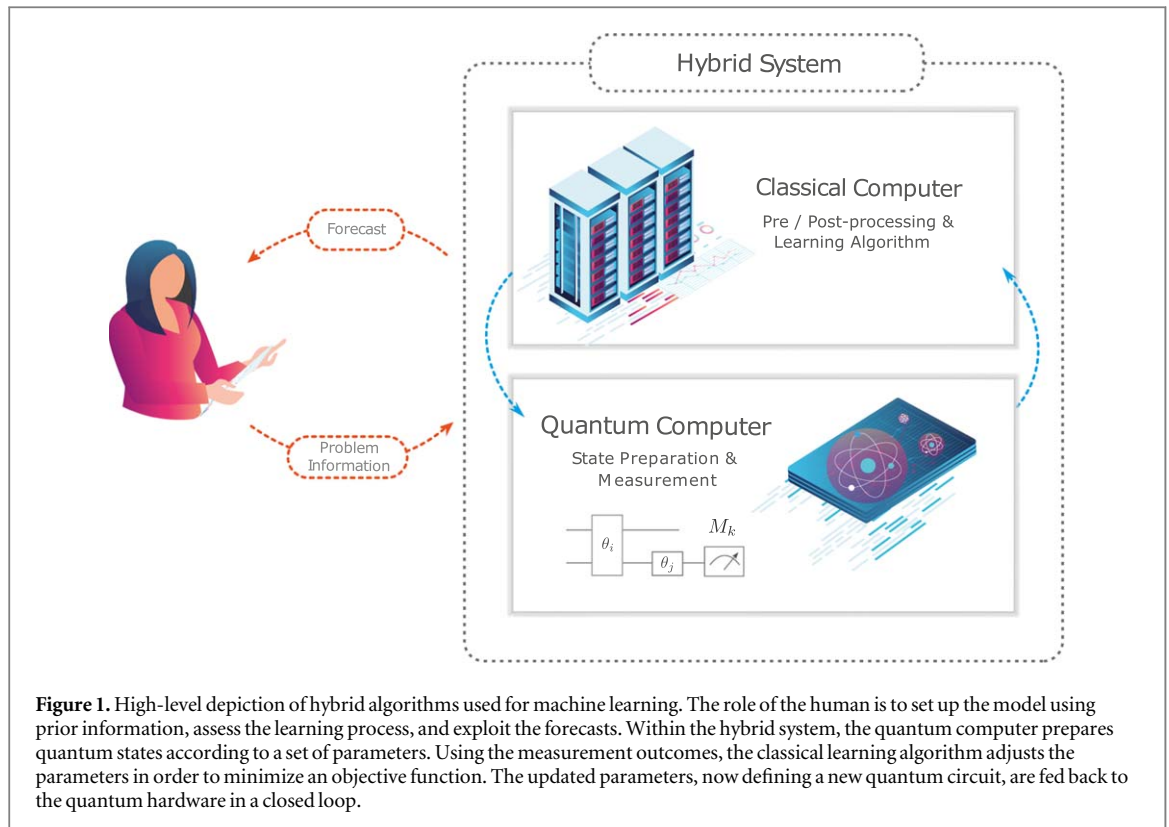 Hybrid System
Classical Computer
Pre / Post-processing &
Learning Algorithm
Forecast
Problem
Information
Quantum Computer
State Preparation &
Measurement
M_k
θ_i
θ_j
Figure 1. High-level depiction of hybrid algorithms used for machine learning. The role of the human is to set up the model using
prior information, assess the learning process, and exploit the forecasts. Within the hybrid system, the quantum computer prepares
quantum states according to a set of parameters. Using the measurement outcomes, the classical learning algorithm adjusts the
parameters in order to minimize an objective function. The updated parameters, now defining a new quantum circuit, are fed back to
the quantum hardware in a closed loop.